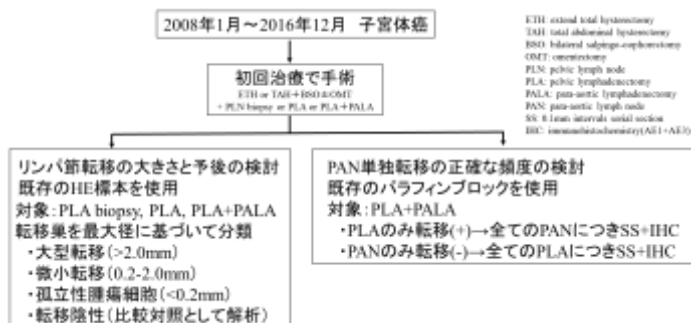 2008年1月～2016年12月　子宮体癌
初回治療で手術
ETH or TAH+BSO±OMT
+ PLN biopsy or PLA or PLA+PALA
ETH: extend total hysterectomy
TAH: total abdominal hysterectomy
BSO: bilateral salpingo-oophorectomy
OMT: omentectomy
PLN: pelvic lymph node
PLA: pelvic lymphadenectomy
PALA: para-aortic lymphadenectomy
PAN: para-aortic lymph node
SS: 0.1mm intervals serial section
IHC: immunohistochemistry(AE1+AE3)
リンパ節転移の大きさと予後の検討
既存のHE標本を使用
対象：PLA biopsy, PLA, PLA+PALA
転移巣を最大径に基づいて分類
・大型転移（>2.0mm）
・微小転移（0.2-2.0mm）
・孤立性腫瘍細胞（<0.2mm）
・転移陰性（比較対照として解析）
PAN単独転移の正確な頻度の検討
既存のパラフィンブロックを使用
対象：PLA+PALA
・PLAのみ転移(+)→全てのPANにつきSS+IHC
・PANのみ転移(-)→全てのPLAにつきSS+IHC